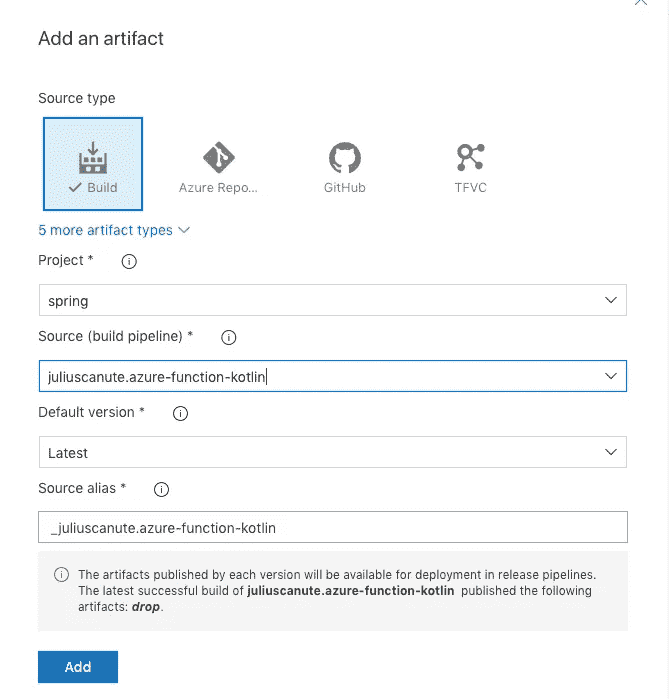 Add an artifact
Source type
Build
Azure Repo...
GitHub
TFVC
5 more artifact types
Project *
spring
Source (build pipeline) *
juliuscanute.azure-function-kotlin
Default version *
Latest
Source alias *
_juliuscanute.azure-function-kotlin
The artifacts published by each version will be available for deployment in release pipelines.
The latest successful build of juliuscanute.azure-function-kotlin published the following
artifacts: drop.
Add